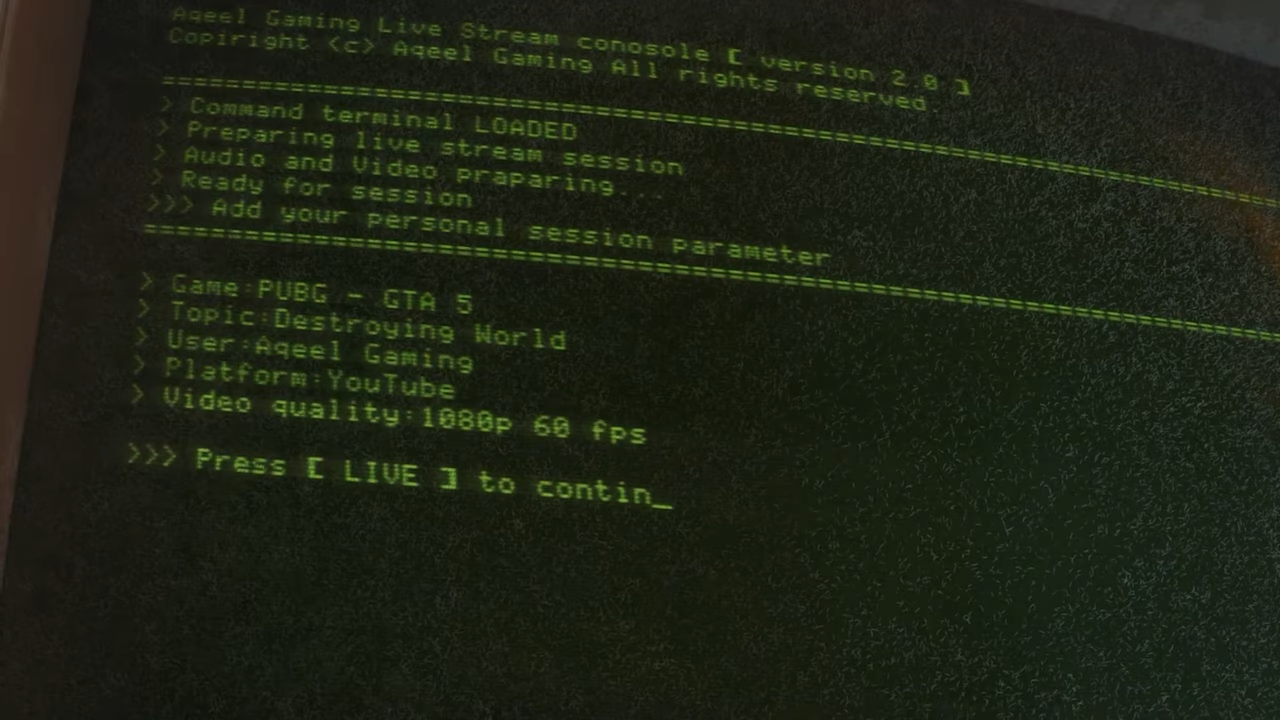 Aqeel Gaming Live Stream conosole [ version 2.0 ]
Copiright <c> Aqeel Gaming All rights reserved
> Command terminal LOADED
> Preparing live stream session
> Audio and Video praparing...
> Ready for session
>>> Add your personal session parameter
> Game:PUBG - GTA 5
> Topic:Destroying World
> User:Aqeel Gaming
> Platform:YouTube
> Video quality:1080p 60 fps
>>> Press [ LIVE ] to contin_